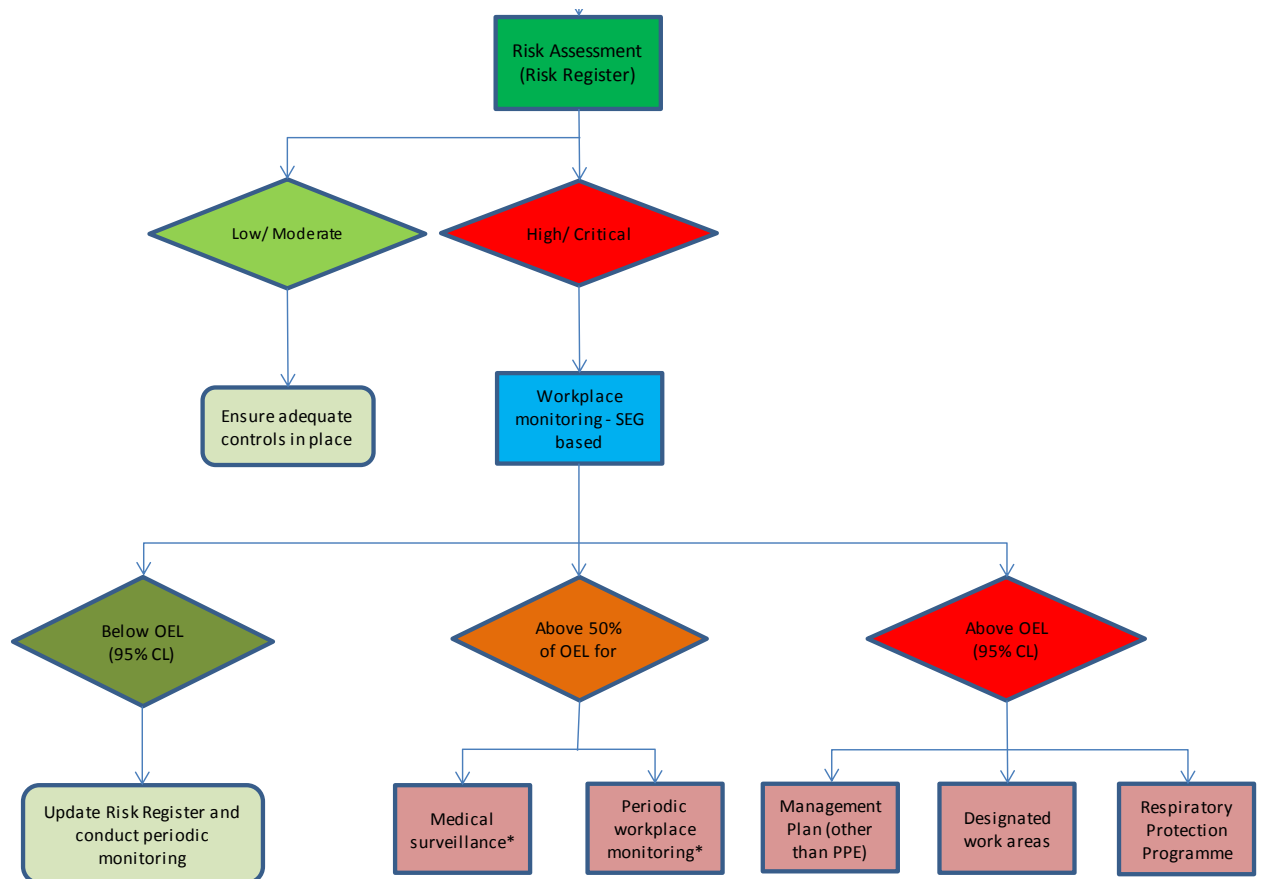 Risk Assessment
(Risk Register)
Low/ Moderate
High/ Critical
Ensure adequate
controls in place
Workplace
monitoring - SEG
based
Below OEL
(95% CL)
Above 50%
of OEL for
Above OEL
(95% CL)
Update Risk Register and
conduct periodic
monitoring
Medical
surveillance*
Periodic
workplace
monitoring*
Management
Plan (other
than PPE)
Designated
work areas
Respiratory
Protection
Programme